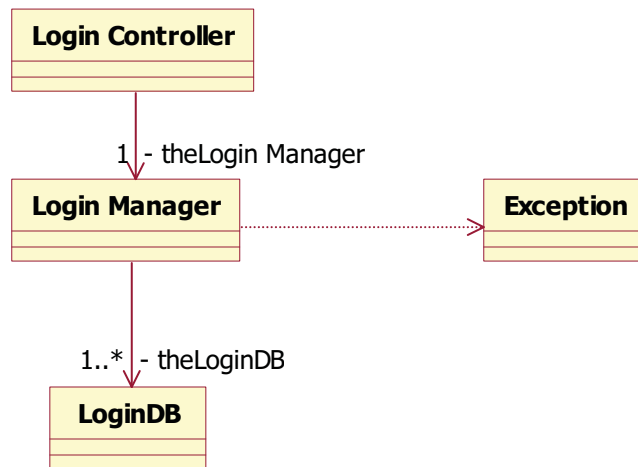 Login Controller
1 - theLogin Manager
Login Manager
Exception
1..* - theLoginDB
LoginDB